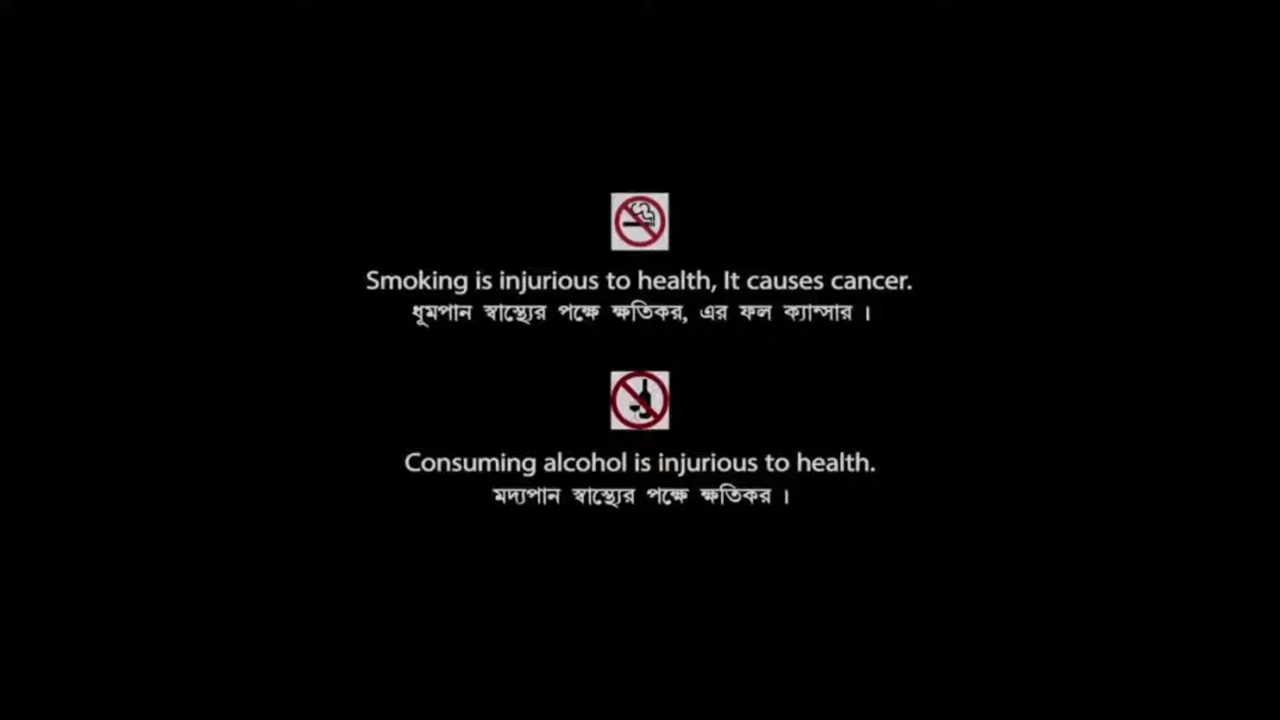 Smoking is injurious to health, It causes cancer.
ধূমপান স্বাস্থ্যের পক্ষে ক্ষতিকর, এর ফল ক্যান্সার ।
Consuming alcohol is injurious to health.
মদ্যপান স্বাস্থ্যের পক্ষে ক্ষতিকর ।